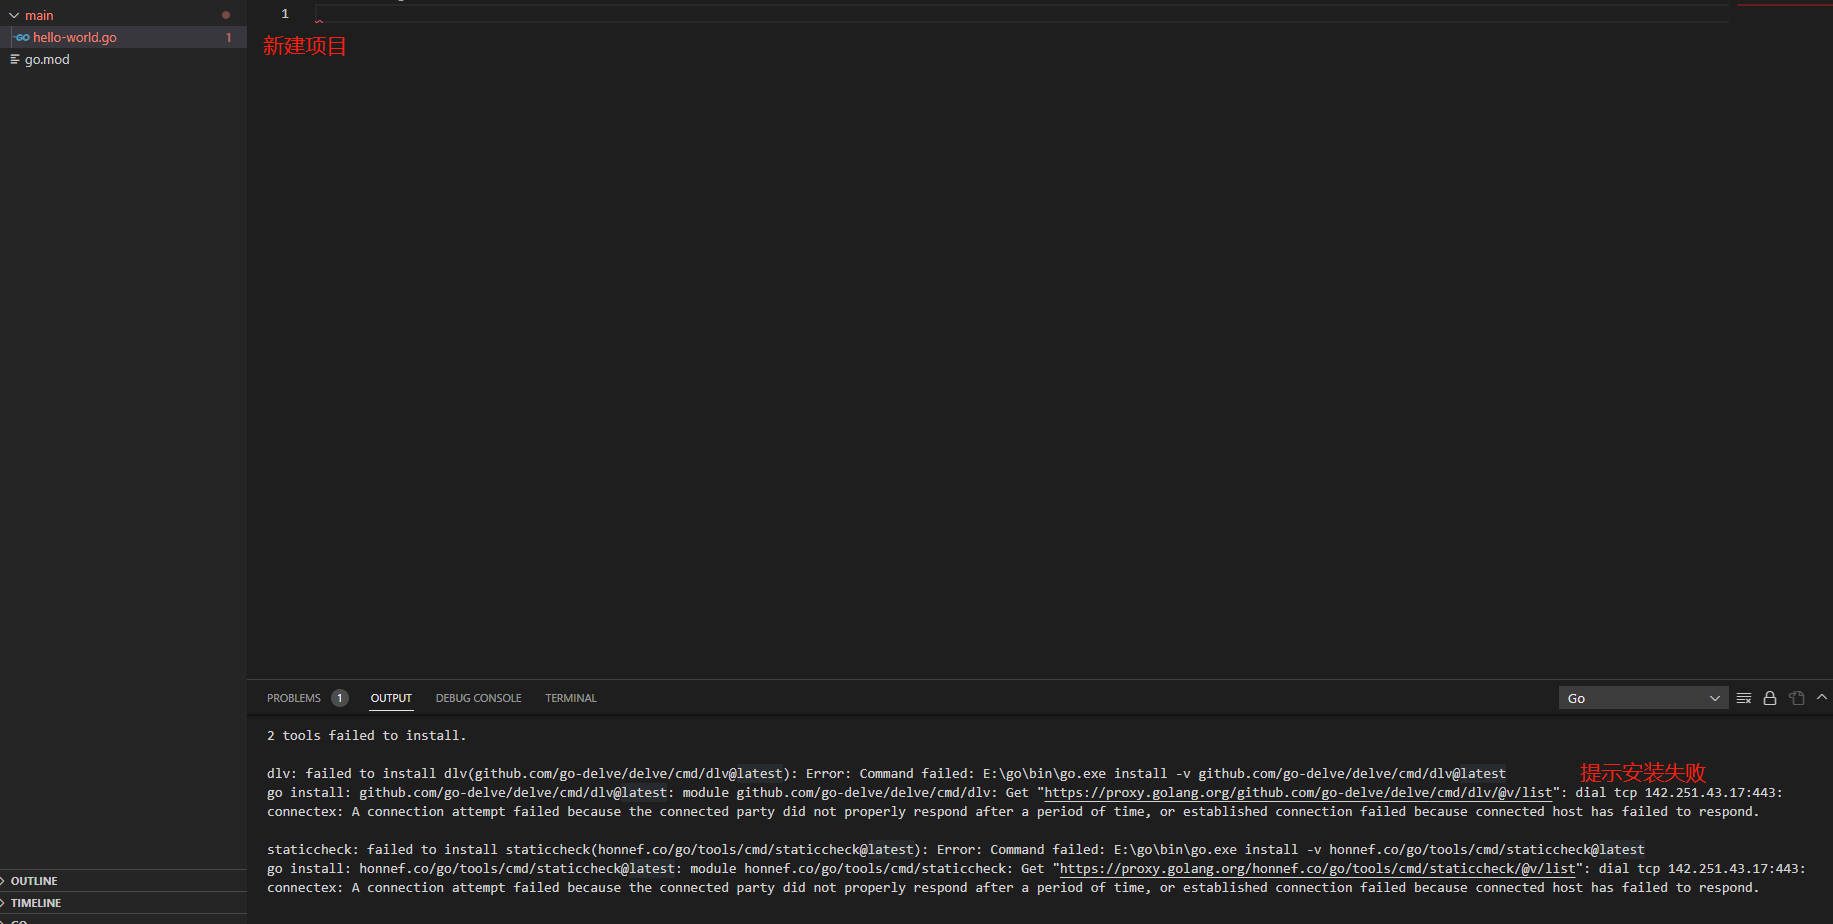 main
hello-world.go 1
go.mod
1
新建项目
PROBLEMS 1 OUTPUT DEBUG CONSOLE TERMINAL
Go
2 tools failed to install.
dlv: failed to install dlv(github.com/go-delve/delve/cmd/dlv@latest): Error: Command failed: E:\go\bin\go.exe install -v github.com/go-delve/delve/cmd/dlv@latest
提示安装失败
go install: github.com/go-delve/delve/cmd/dlv@latest: module github.com/go-delve/delve/cmd/dlv: Get "https://proxy.golang.org/github.com/go-delve/delve/cmd/dlv/@v/list": dial tcp 142.251.43.17:443:
connectex: A connection attempt failed because the connected party did not properly respond after a period of time, or established connection failed because connected host has failed to respond.
staticcheck: failed to install staticcheck(honnef.co/go/tools/cmd/staticcheck@latest): Error: Command failed: E:\go\bin\go.exe install -v honnef.co/go/tools/cmd/staticcheck@latest
go install: honnef.co/go/tools/cmd/staticcheck@latest: module honnef.co/go/tools/cmd/staticcheck: Get "https://proxy.golang.org/honnef.co/go/tools/cmd/staticcheck/@v/list": dial tcp 142.251.43.17:443:
connectex: A connection attempt failed because the connected party did not properly respond after a period of time, or established connection failed because connected host has failed to respond.
OUTLINE
TIMELINE
GO